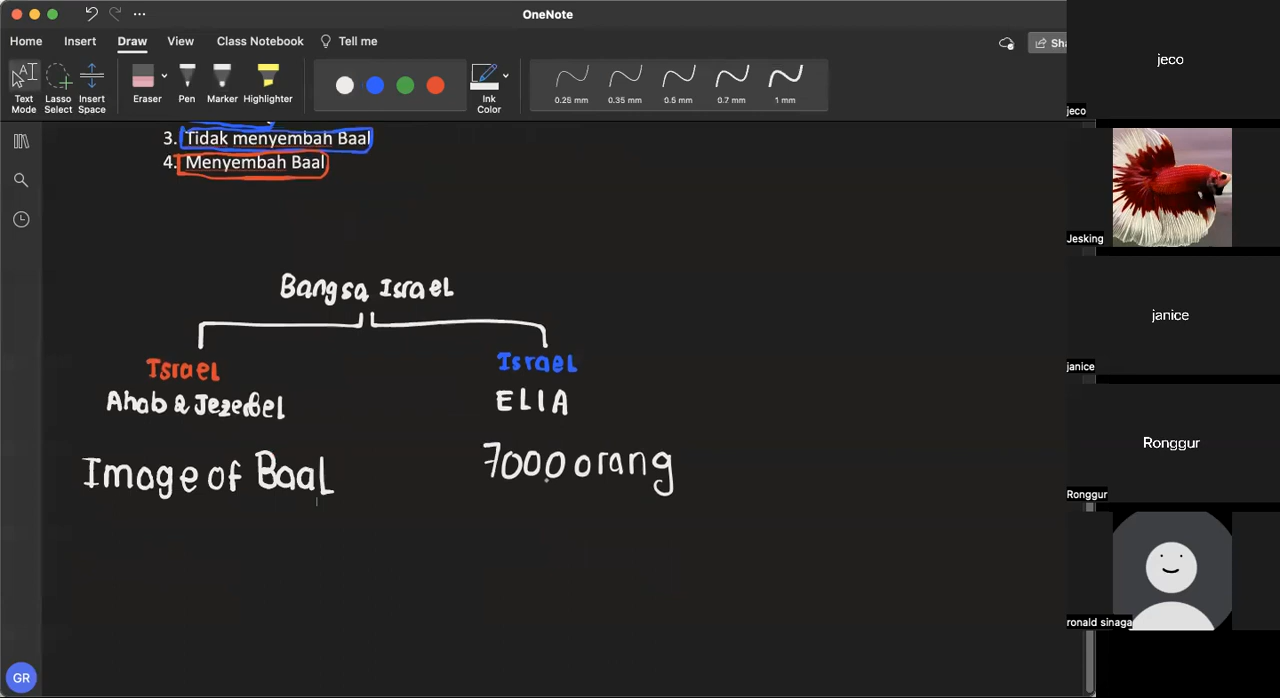 OneNote
Home Insert Draw View Class Notebook Tell me
Sha
Text Mode
Lasso Select
Insert Space
Eraser
Pen
Marker
Highlighter
Ink Color
0.25 mm 0.35 mm 0.5 mm 0.7 mm 1 mm
3. Tidak menyembah Baal
4. Menyembah Baal
Bangsa Israel
Israel
Ahab & Jezebel
Image of Baal
Israel
ELIA
7000 orang
GR
jeco
jeco
Jesking
janice
janice
Ronggur
Ronggur
ronald sinaga